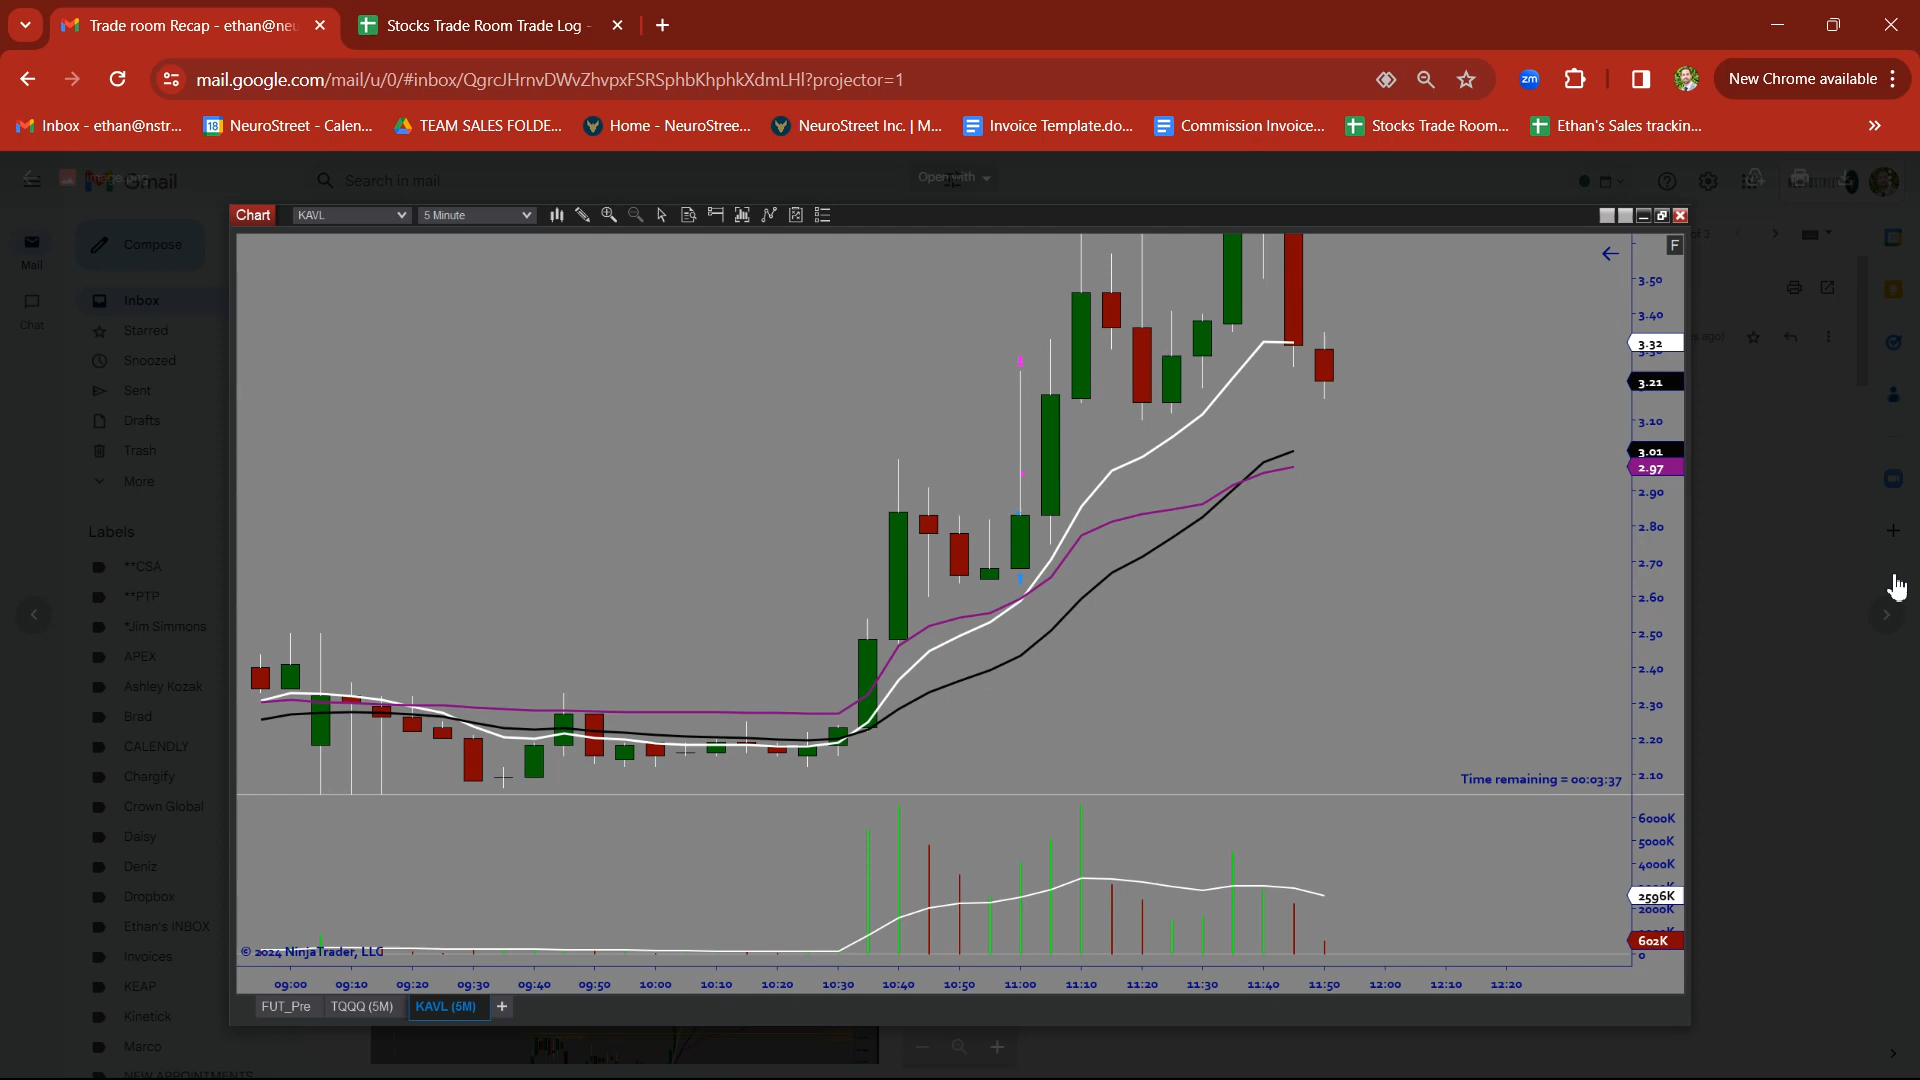 Trade room Recap - ethan@neu
Stocks Trade Room Trade Log -
mail.google.com/mail/u/0/#inbox/QgrcJHrnvDWvZhvpxFSRSphbKhphkXdmLHl?projector=1
zm
New Chrome available
Inbox - ethan@nstr...
18
NeuroStreet - Calen...
TEAM SALES FOLDE...
Home - NeuroStree...
NeuroStreet Inc. | M...
Invoice Template.do...
Commission Invoice...
Stocks Trade Room...
Ethan's Sales trackin...
image.png
Gmail
Search in mail
Open with
Chart
KAVL
5 Minute
F
Mail
Chat
Compose
Inbox
Starred
Snoozed
Sent
Drafts
Trash
More
Labels
**CSA
**PTP
*Jim Simmons
APEX
Ashley Kozak
Brad
CALENDLY
Chargify
Crown Global
Daisy
Deniz
Dropbox
Ethan's INBOX
Invoices
KEAP
Kinetick
Marco
NEW APPOINTMENTS
3.50
3.40
3.32
3.21
3.10
3.01
2.97
2.90
2.80
2.70
2.60
2.50
2.40
2.30
2.20
2.10
Time remaining = 00:03:37
6000K
5000K
4000K
2596K
2000K
602K
0
© 2024 NinjaTrader, LLC
09:00 09:10 09:20 09:30 09:40 09:50 10:00 10:10 10:20 10:30 10:40 10:50 11:00 11:10 11:20 11:30 11:40 11:50 12:00 12:10 12:20
FUT_Pre
TQQQ (5M)
KAVL (5M)